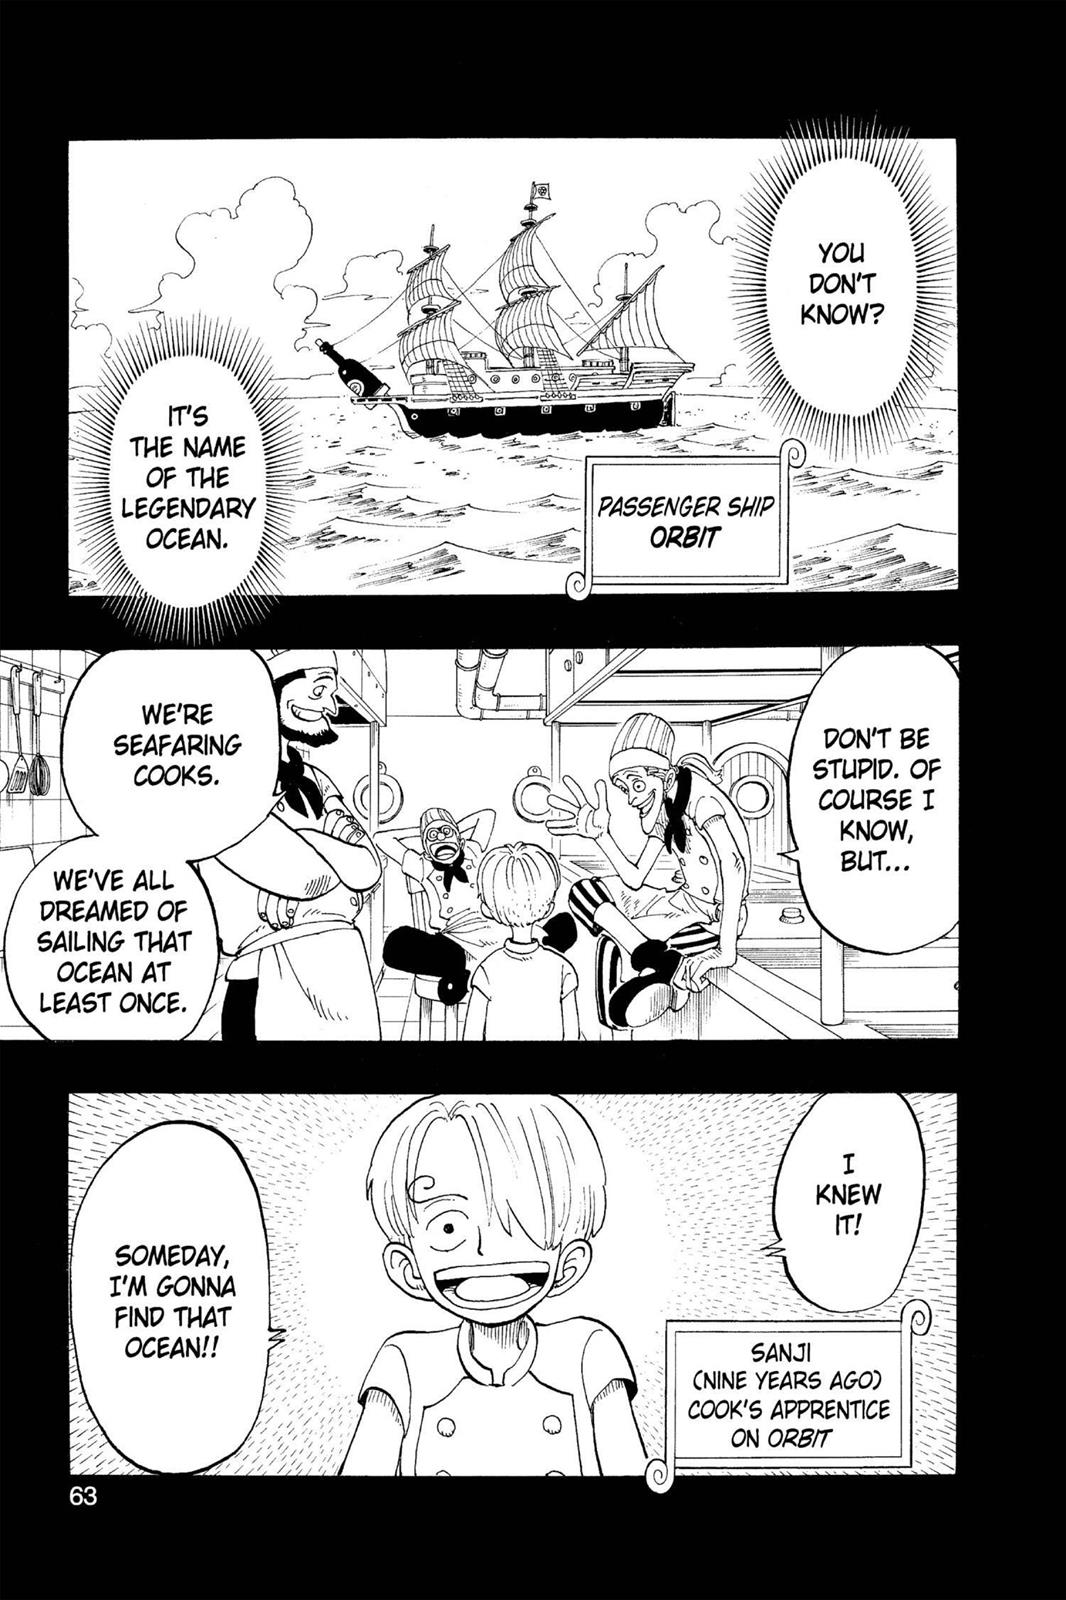 YOU
DON'T
KNOW?
IT'S
THE NAME
OF THE
LEGENDARY
OCEAN.
PASSENGER SHIP
ORBIT
DON'T BE
STUPID. OF
COURSE I
KNOW,
BUT...
WE'RE
SEAFARING
COOKS.
WE'VE ALL
DREAMED OF
SAILING THAT
OCEAN AT
LEAST ONCE.
I
KNEW
IT!
SOMEDAY,
I'M GONNA
FIND THAT
OCEAN!!
SANJI
(NINE YEARS AGO)
COOK'S APPRENTICE
ON ORBIT
63